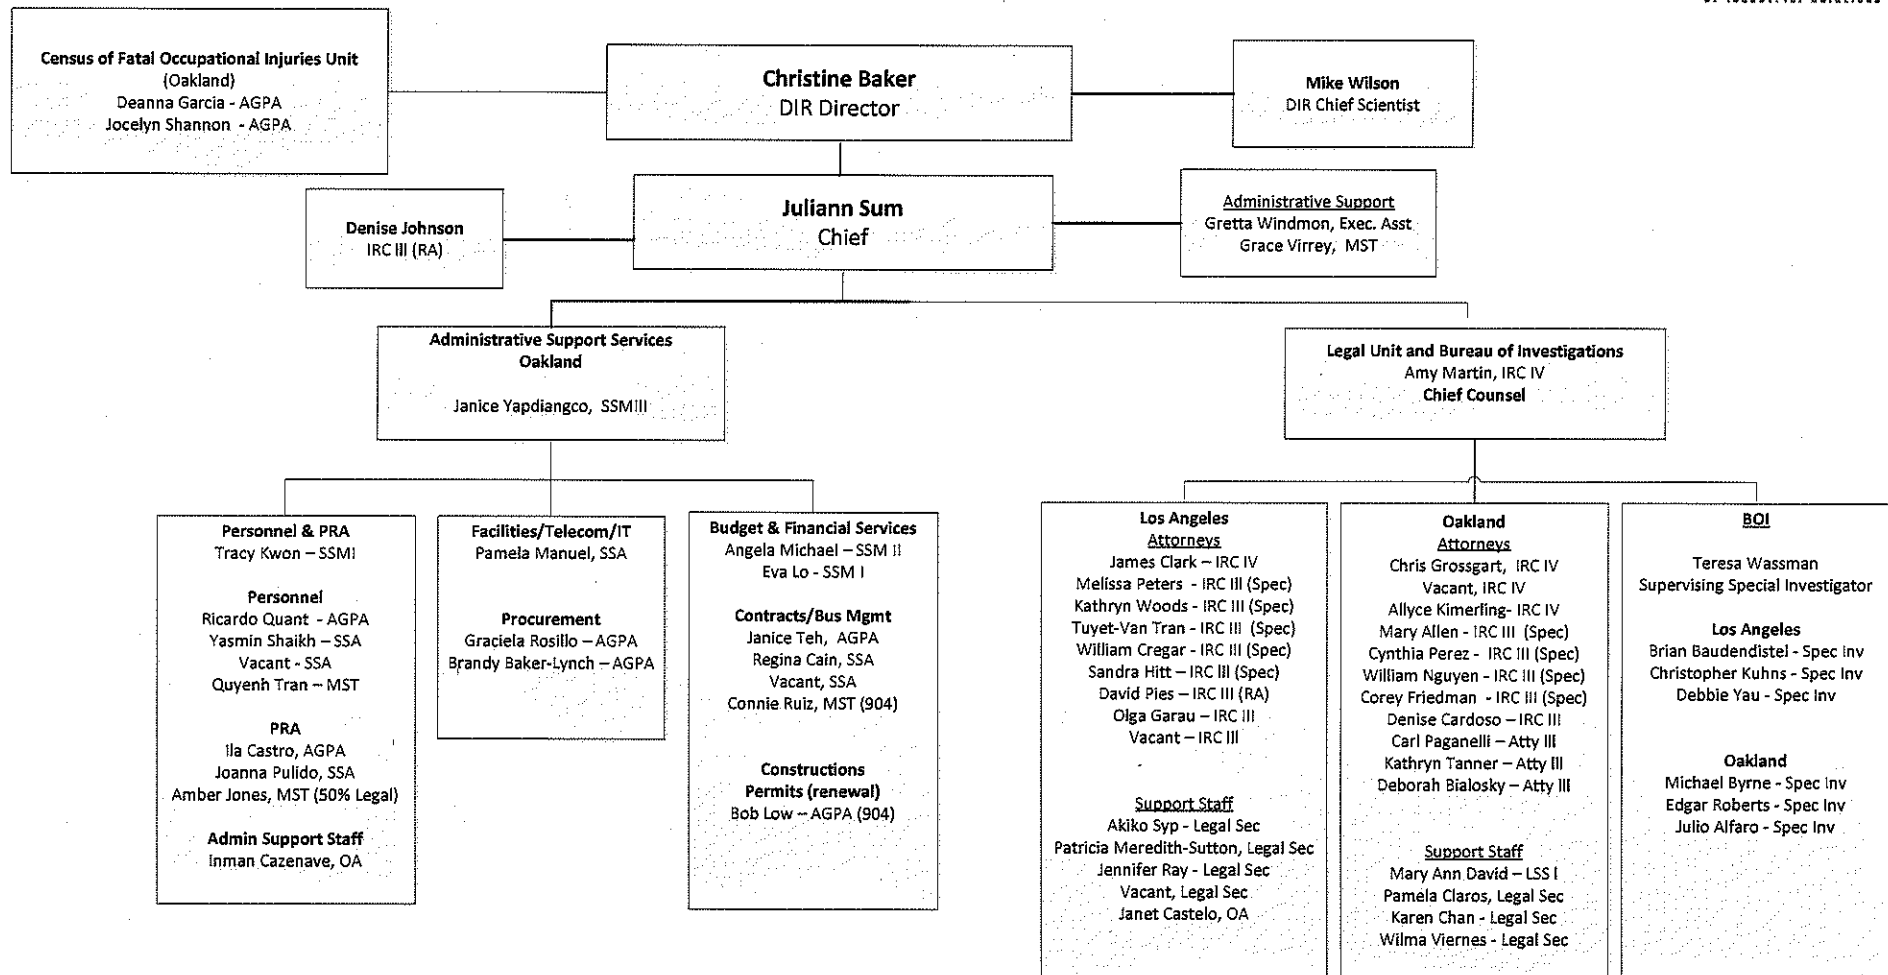 Census of Fatal Occupational Injuries Unit
(Oakland)
Deanna Garcia - AGPA
Jocelyn Shannon - AGPA
Christine Baker
DIR Director
Mike Wilson
DIR Chief Scientist
Denise Johnson
IRC III (RA)
Juliann Sum
Chief
Administrative Support
Gretta Windmon, Exec. Asst
Grace Virrey, MST
Administrative Support Services
Oakland
Janice Yapdiangco, SSMIII
Legal Unit and Bureau of Investigations
Amy Martin, IRC IV
Chief Counsel
Personnel & PRA
Tracy Kwon – SSMI
Personnel
Ricardo Quant - AGPA
Yasmin Shaikh – SSA
Vacant - SSA
Quyenh Tran – MST
PRA
Ila Castro, AGPA
Joanna Pulido, SSA
Amber Jones, MST (50% Legal)
Admin Support Staff
Inman Cazenave, OA
Facilities/Telecom/IT
Pamela Manuel, SSA
Procurement
Graciela Rosillo – AGPA
Brandy Baker-Lynch – AGPA
Budget & Financial Services
Angela Michael – SSM II
Eva Lo - SSM I
Contracts/Bus Mgmt
Janice Teh, AGPA
Regina Cain, SSA
Vacant, SSA
Connie Ruiz, MST (904)
Constructions
Permits (renewal)
Bob Low – AGPA (904)
Los Angeles
Attorneys
James Clark – IRC IV
Melissa Peters - IRC III (Spec)
Kathryn Woods - IRC III (Spec)
Tuyet-Van Tran - IRC III (Spec)
William Cregar - IRC III (Spec)
Sandra Hitt – IRC III (Spec)
David Pies – IRC III (RA)
Olga Garau – IRC III
Vacant – IRC III
Support Staff
Akiko Syp - Legal Sec
Patricia Meredith-Sutton, Legal Sec
Jennifer Ray - Legal Sec
Vacant, Legal Sec
Janet Castelo, OA
Oakland
Attorneys
Chris Grossgart, IRC IV
Vacant, IRC IV
Allyce Kimerling- IRC IV
Mary Allen - IRC III (Spec)
Cynthia Perez - IRC III (Spec)
William Nguyen - IRC III (Spec)
Corey Friedman - IRC III (Spec)
Denise Cardoso – IRC III
Carl Paganelli – Atty III
Kathryn Tanner – Atty III
Deborah Bialosky – Atty III
Support Staff
Mary Ann David – LSS I
Pamela Claros, Legal Sec
Karen Chan - Legal Sec
Wilma Viernes - Legal Sec
BOI
Teresa Wassman
Supervising Special Investigator
Los Angeles
Brian Baudendistel - Spec Inv
Christopher Kuhns - Spec Inv
Debbie Yau - Spec Inv
Oakland
Michael Byrne - Spec Inv
Edgar Roberts - Spec Inv
Julio Alfaro - Spec Inv